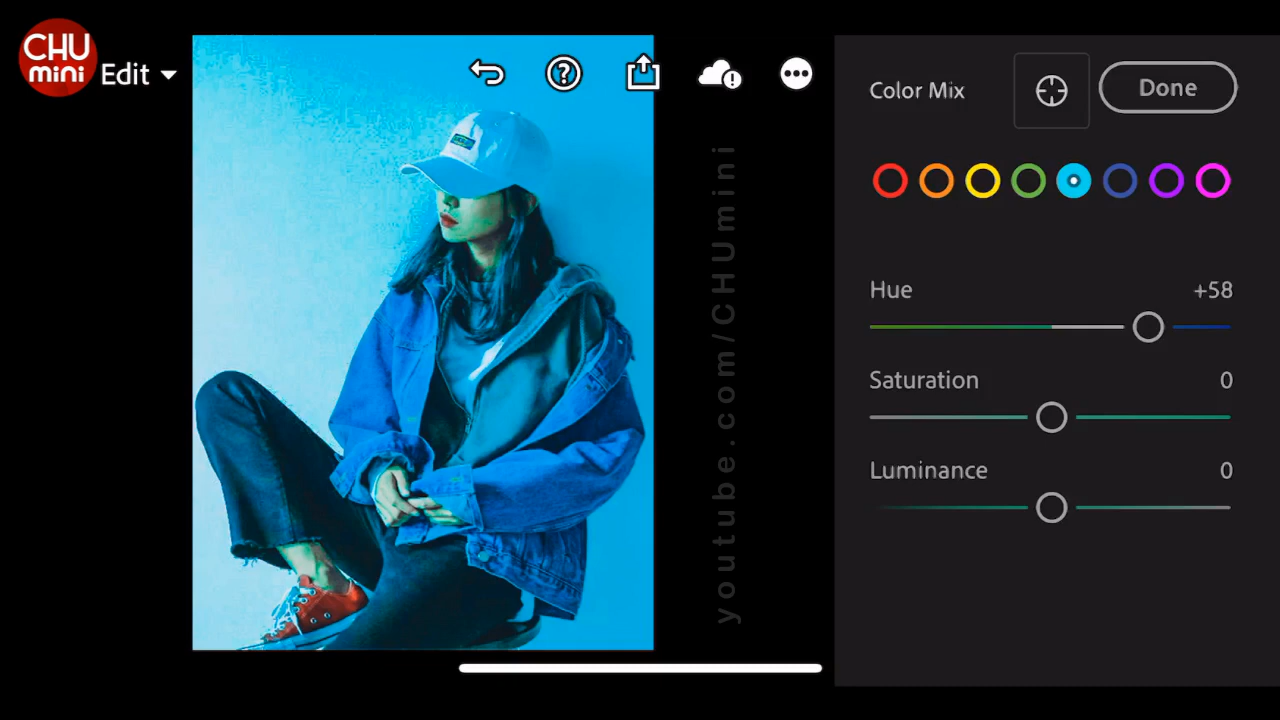 CHU
mini
Edit
Color Mix
Done
Hue
+58
Saturation
0
Luminance
0
youtube.com/CHUmini